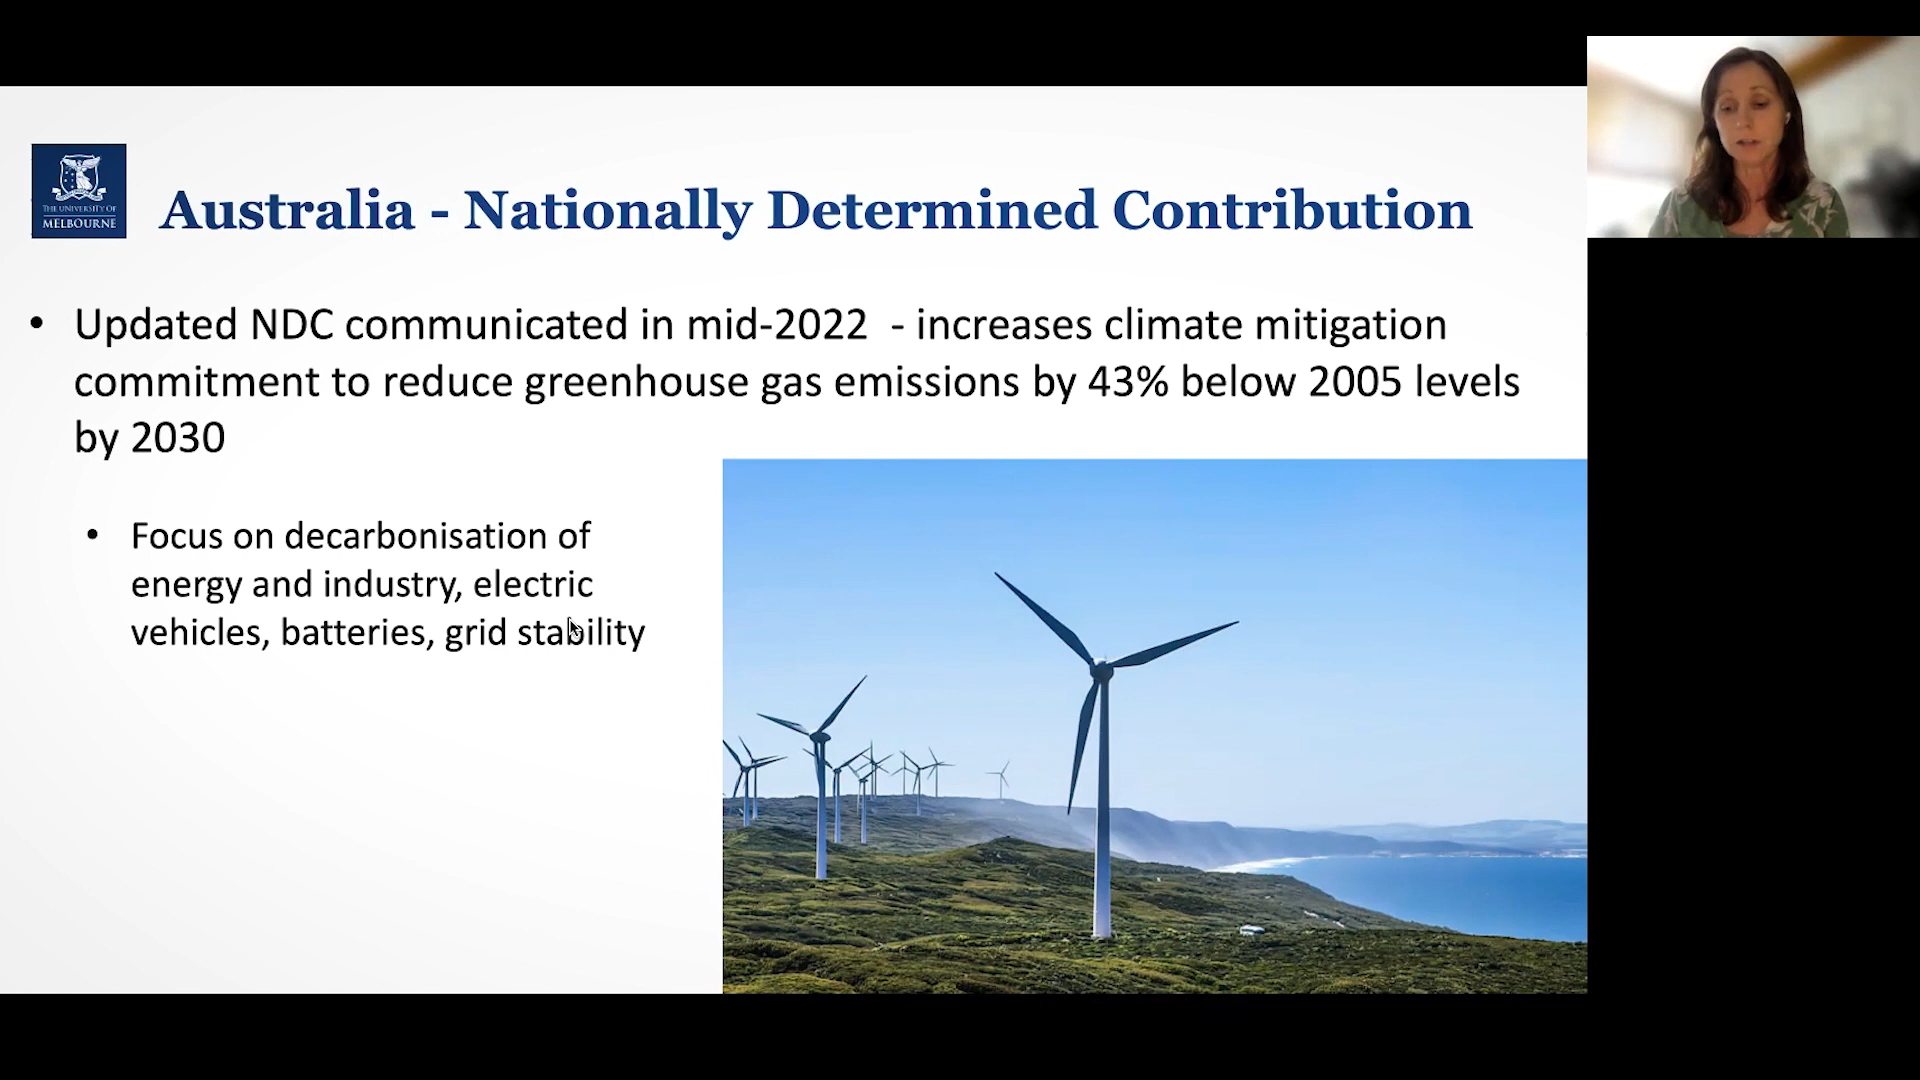 THE UNIVERSITY OF
MELBOURNE
Australia - Nationally Determined Contribution
• Updated NDC communicated in mid-2022 - increases climate mitigation
commitment to reduce greenhouse gas emissions by 43% below 2005 levels
by 2030
• Focus on decarbonisation of
energy and industry, electric
vehicles, batteries, grid stability